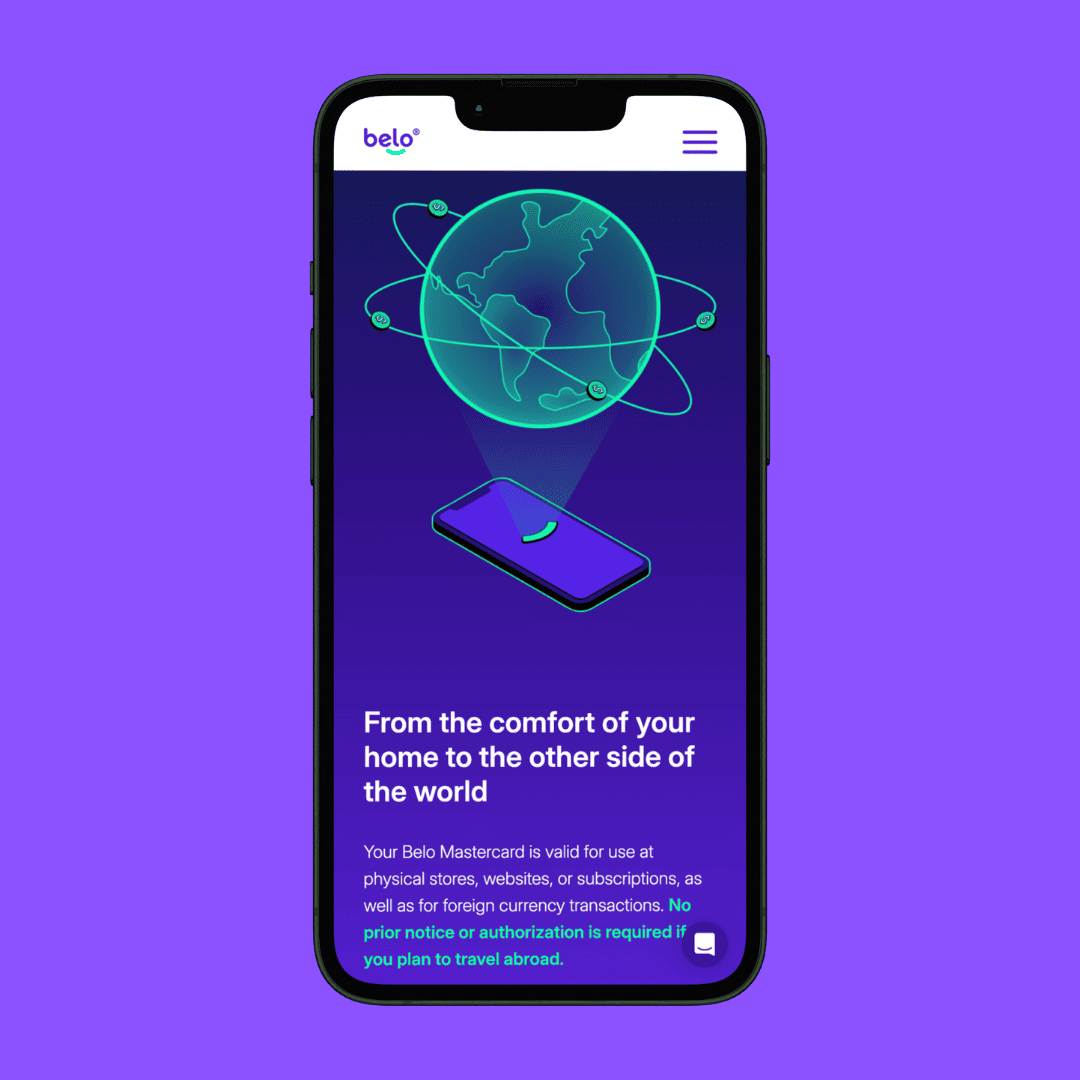 belo®
From the comfort of your
home to the other side of
the world
Your Belo Mastercard is valid for use at
physical stores, websites, or subscriptions, as
well as for foreign currency transactions. No
prior notice or authorization is required if
you plan to travel abroad.